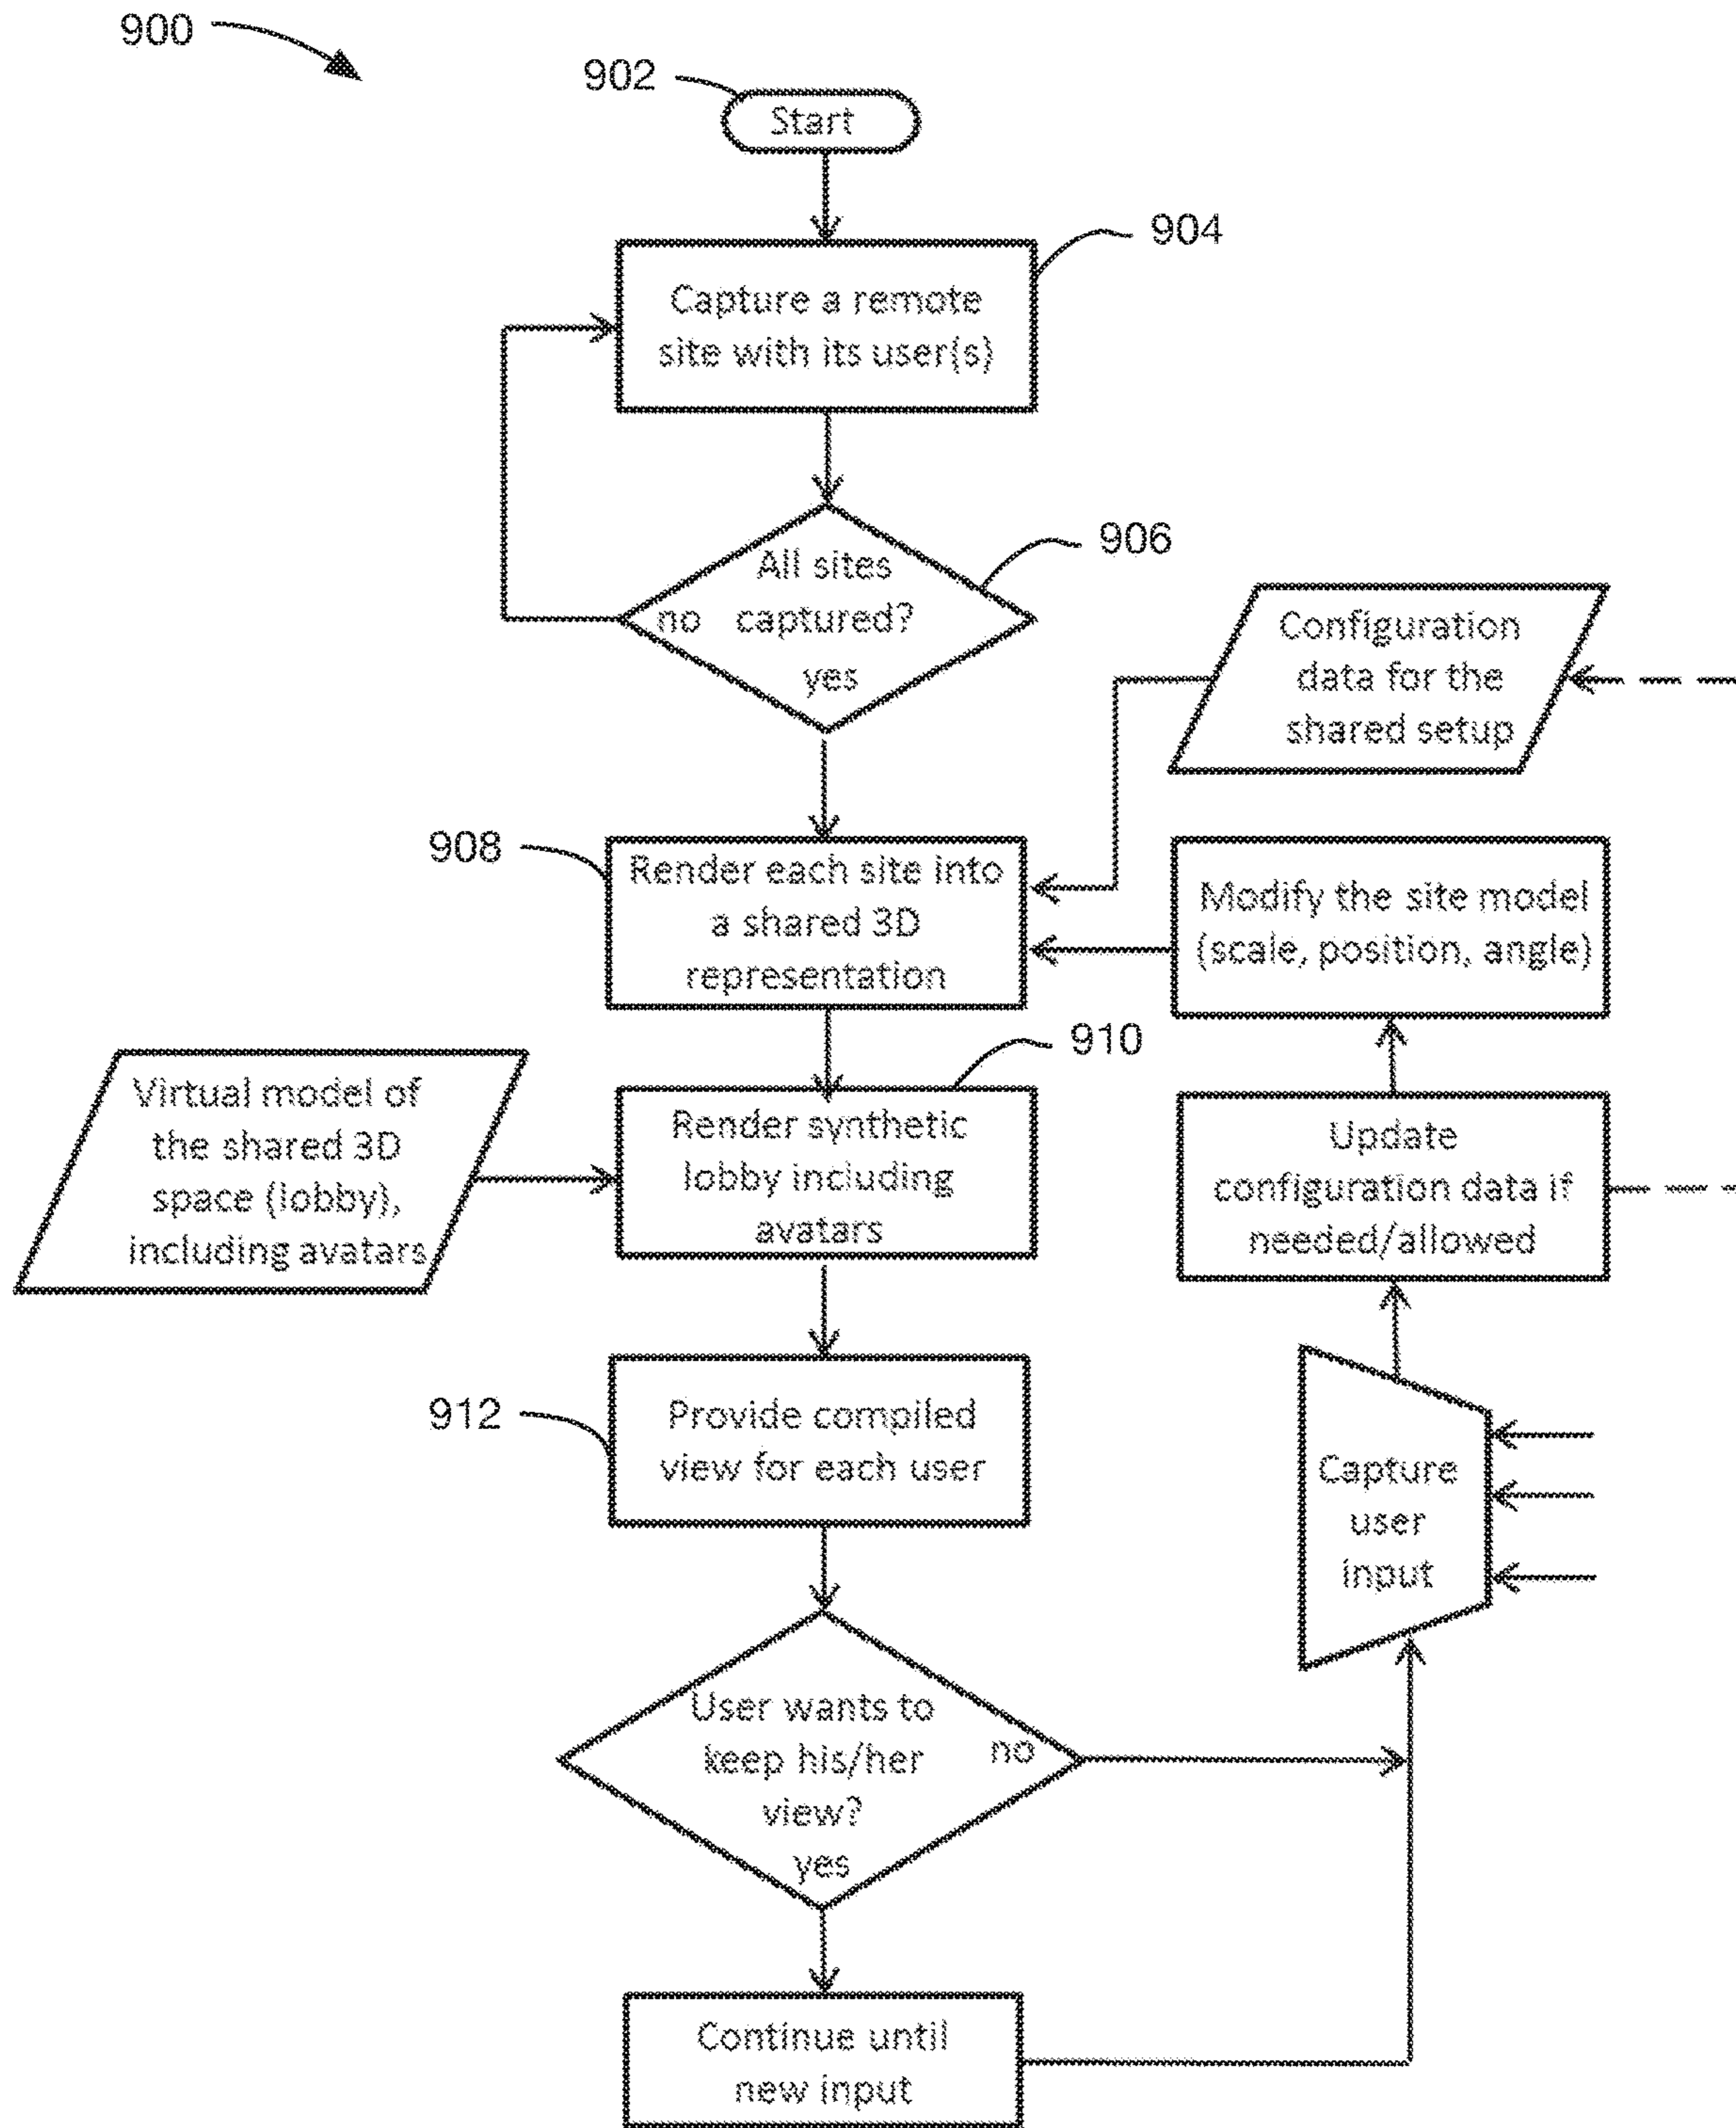 900
902
Start
904
Capture a remote
site with its user(s)
906
All sites
no captured?
yes
Configuration
data for the
shared setup
908
Render each site into
a shared 3D
representation
Modify the site model
(scale, position, angle)
910
Virtual model of
the shared 3D
space (lobby),
including avatars
Render synthetic
lobby including
avatars
Update
configuration data if
needed/allowed
912
Provide compiled
view for each user
Capture
user
input
User wants to
keep his/her
view?
no
yes
Continue until
new input